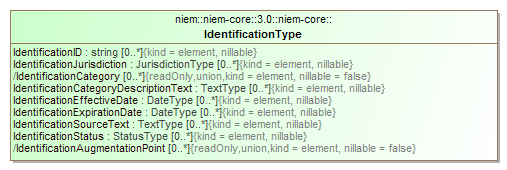 niem::niem-core::3.0::niem-core::
IdentificationType
IdentificationID : string [0..*]{kind = element, nillable}
IdentificationJurisdiction : JurisdictionType [0..*]{kind = element, nillable}
/IdentificationCategory [0..*]{readOnly,union,kind = element, nillable = false}
IdentificationCategoryDescriptionText : TextType [0..*]{kind = element, nillable}
IdentificationEffectiveDate : DateType [0..*]{kind = element, nillable}
IdentificationExpirationDate : DateType [0..*]{kind = element, nillable}
IdentificationSourceText : TextType [0..*]{kind = element, nillable}
IdentificationStatus : StatusType [0..*]{kind = element, nillable}
/IdentificationAugmentationPoint [0..*]{readOnly,union,kind = element, nillable = false}